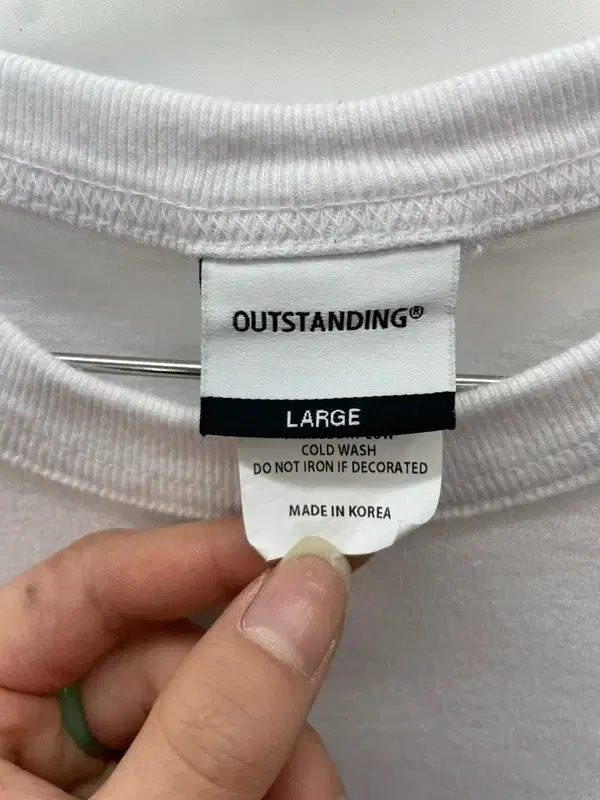 OUTSTANDING®
LARGE
COLD WASH
DO NOT IRON IF DECORATED
MADE IN KOREA